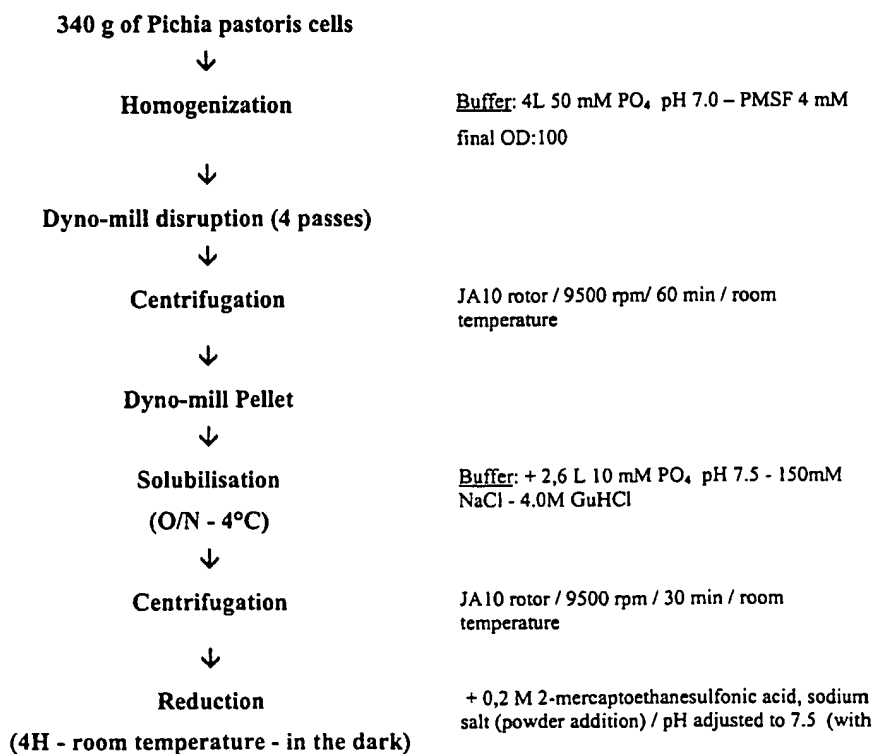 340 g of Pichia pastoris cells
↓
Homogenization
Buffer: 4L 50 mM PO₄ pH 7.0 – PMSF 4 mM
final OD:100
↓
Dyno-mill disruption (4 passes)
↓
Centrifugation
JA10 rotor / 9500 rpm/ 60 min / room
temperature
↓
Dyno-mill Pellet
↓
Solubilisation
(O/N - 4°C)
Buffer: + 2,6 L 10 mM PO₄ pH 7.5 - 150mM
NaCl - 4.0M GuHCl
↓
Centrifugation
JA10 rotor / 9500 rpm / 30 min / room
temperature
↓
Reduction
(4H - room temperature - in the dark)
+ 0,2 M 2-mercaptoethanesulfonic acid, sodium
salt (powder addition) / pH adjusted to 7.5 (with